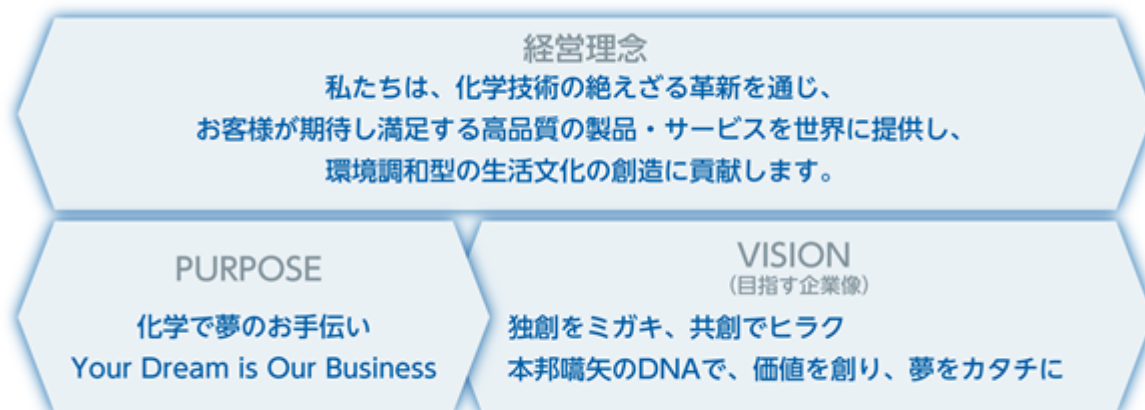 経営理念
私たちは、化学技術の絶えざる革新を通じ、
お客様が期待し満足する高品質の製品・サービスを世界に提供し、
環境調和型の生活文化の創造に貢献します。
PURPOSE
化学で夢のお手伝い
Your Dream is Our Business
VISION
(目指す企業像)
独創をミガキ、共創でヒラク
本邦嚆矢のDNAで、価値を創り、夢をカタチに